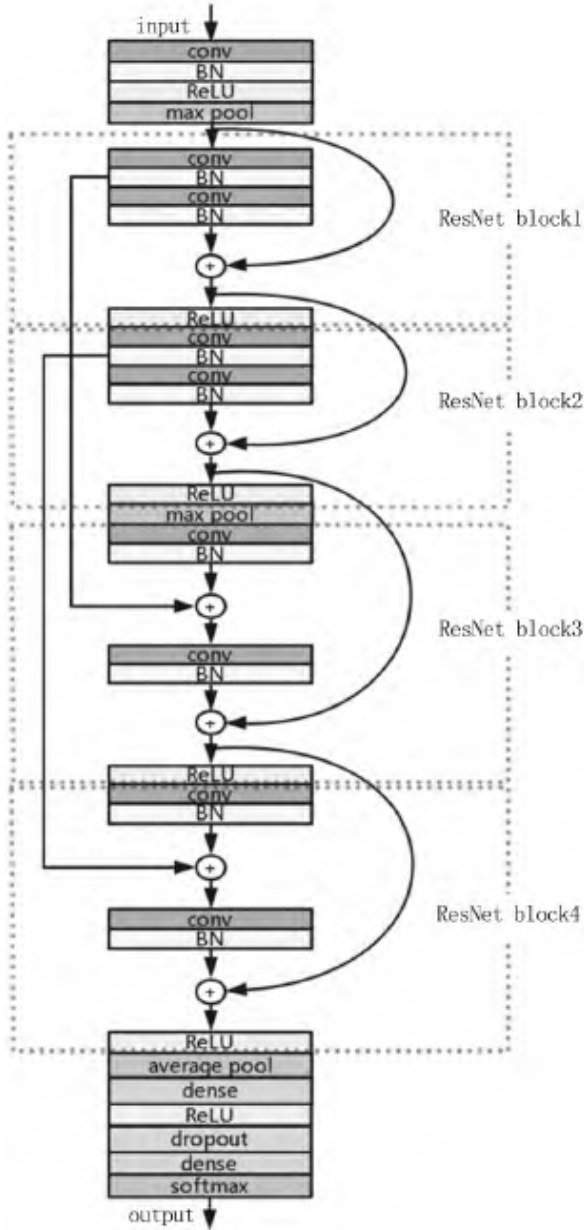 input
conv
BN
ReLU
max pool
conv
BN
conv
BN
ResNet block1
+
ReLU
conv
BN
conv
BN
ResNet block2
+
ReLU
max pool
conv
BN
+
ResNet block3
conv
BN
+
ReLU
conv
BN
+
conv
BN
ResNet block4
+
ReLU
average pool
dense
ReLU
dropout
dense
softmax
output